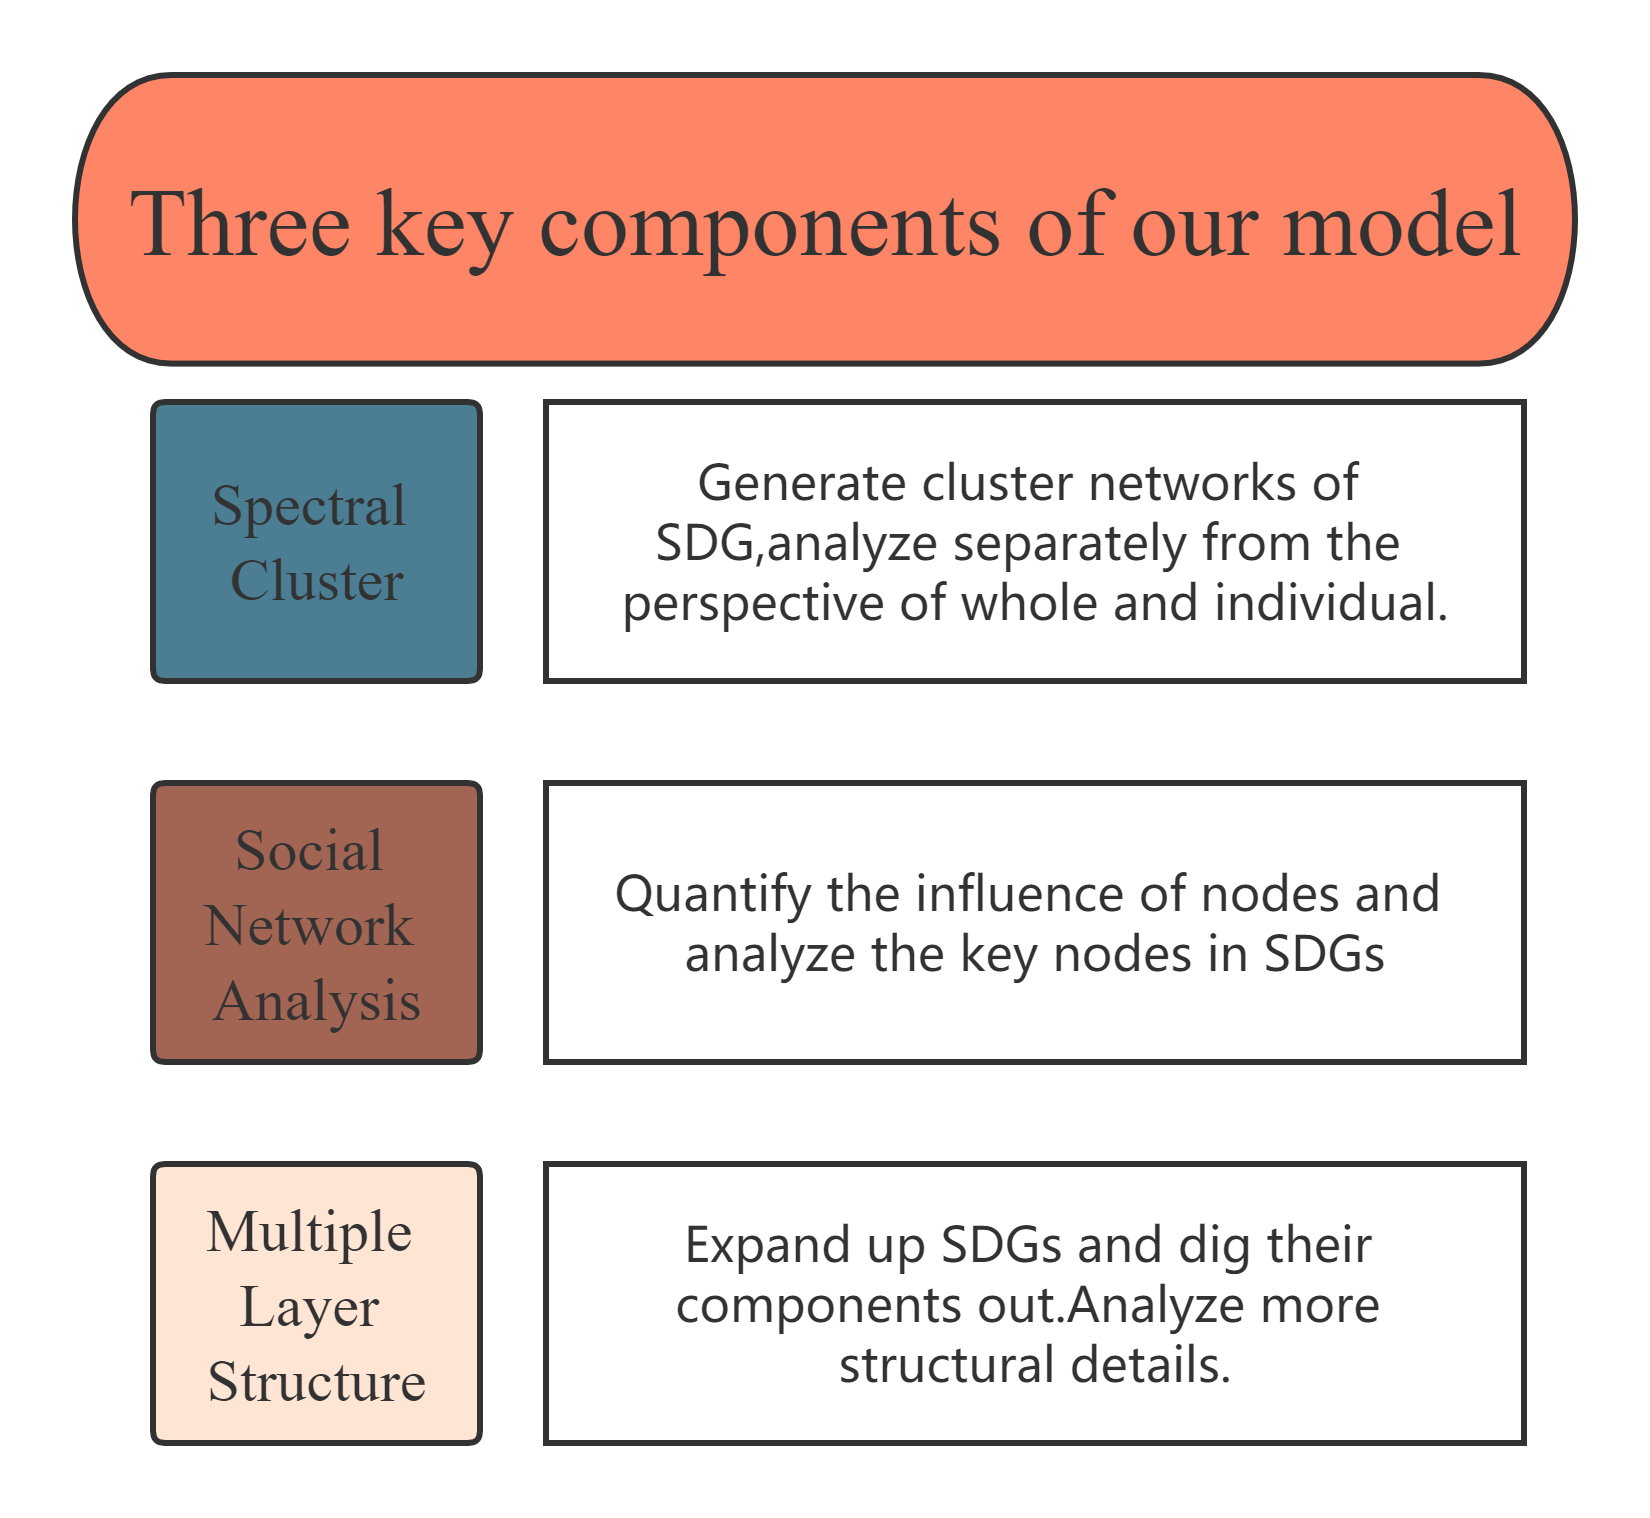 Three key components of our model
Spectral
Cluster
Generate cluster networks of
SDG,analyze separately from the
perspective of whole and individual.
Social
Network
Analysis
Quantify the influence of nodes and
analyze the key nodes in SDGs
Multiple
Layer
Structure
Expand up SDGs and dig their
components out.Analyze more
structural details.